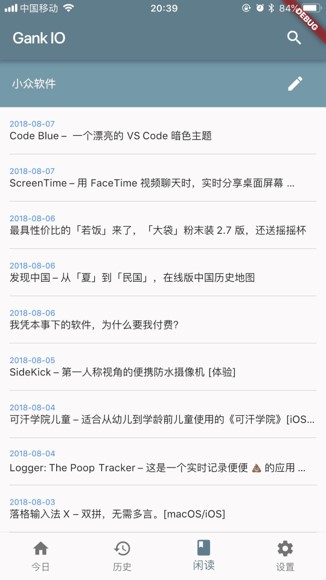 中国移动 20:39 84%
DEBUG
Gank IO
小众软件
2018-08-07
Code Blue – 一个漂亮的 VS Code 暗色主题
2018-08-07
ScreenTime – 用 FaceTime 视频聊天时，实时分享桌面屏幕 ...
2018-08-06
最具性价比的「若饭」来了，「大袋」粉末装 2.7 版，还送摇摇杯
2018-08-06
发现中国 – 从「夏」到「民国」，在线版中国历史地图
2018-08-06
我凭本事下的软件，为什么要我付费？
2018-08-05
SideKick – 第一人称视角的便携防水摄像机 [体验]
2018-08-04
可汗学院儿童 – 适合从幼儿到学龄前儿童使用的《可汗学院》[iOS...
2018-08-04
Logger: The Poop Tracker – 这是一个实时记录便便 💩 的应用 ...
2018-08-03
落格输入法 X – 双拼，无需多言。[macOS/iOS]
今日 历史 闲读 设置